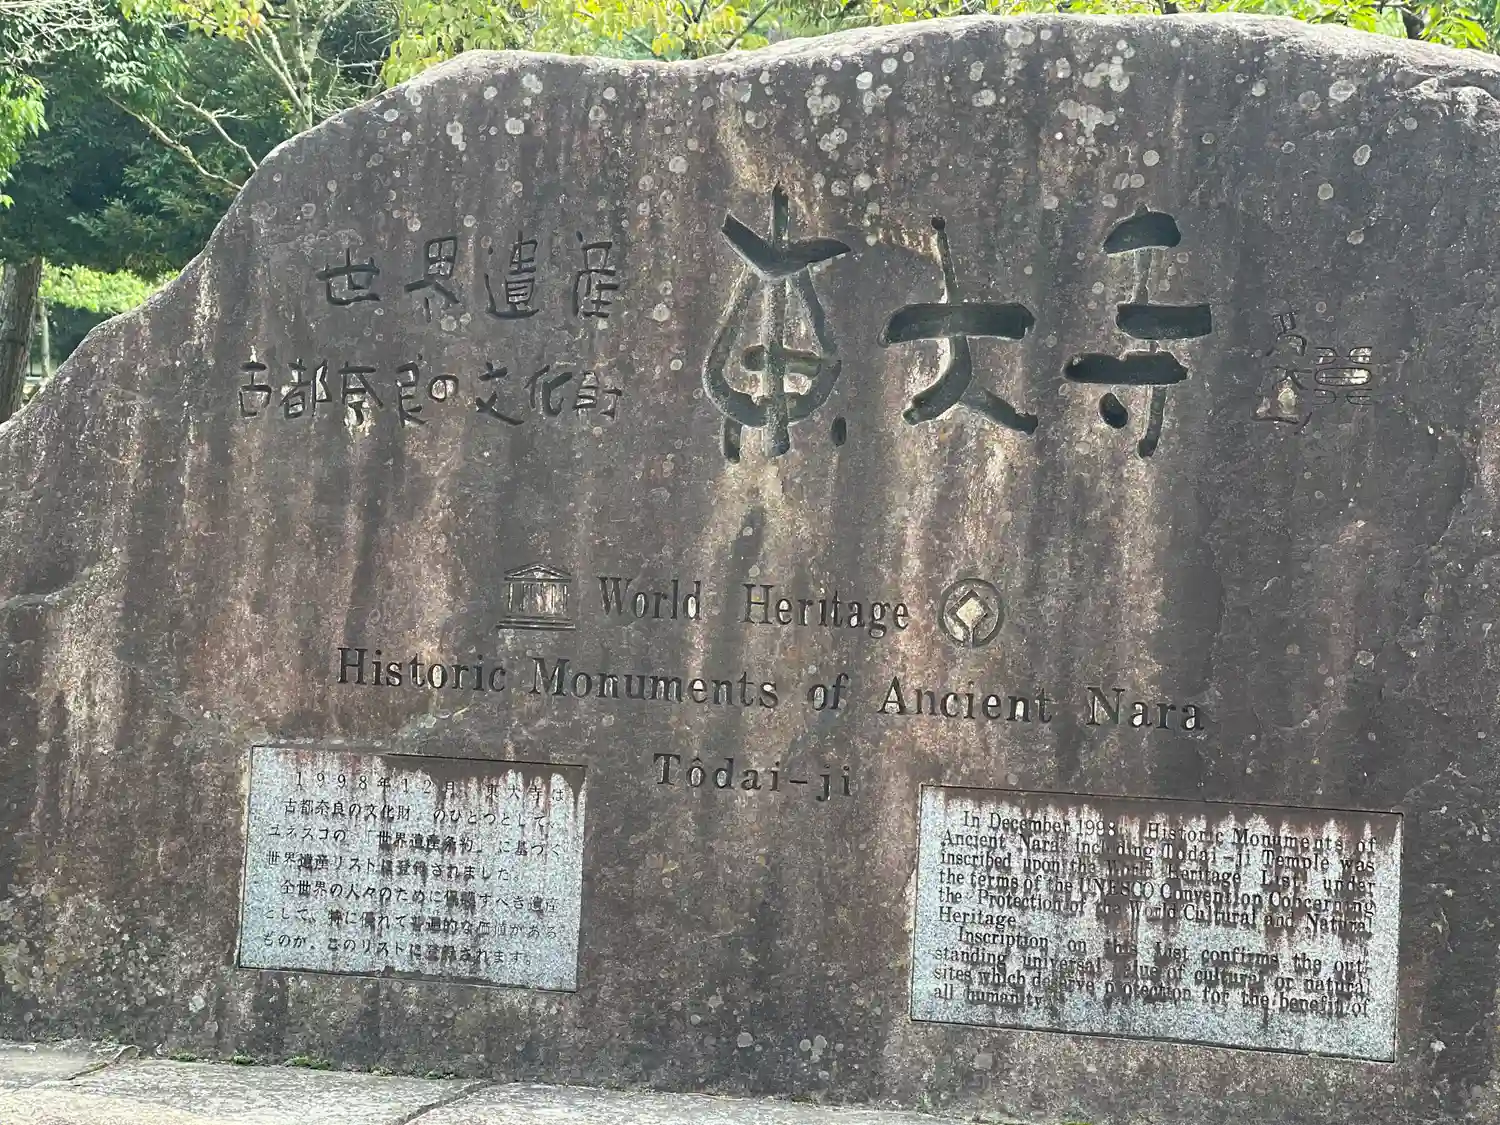 世界遺産
古都奈良の文化財
東大寺
World Heritage
Historic Monuments of Ancient Nara
Tôdai-ji
1998年12月、東大寺は
「古都奈良の文化財」のひとつとして、
ユネスコの「世界遺産条約」に基づく
世界遺産リストに登録されました。
全世界の人々のために保護すべき遺産
として、特に優れて普遍的な価値がある
ものが、このリストに登録されます。
In December 1998, Historic Monuments of
Ancient Nara including Tôdai-ji Temple was
inscribed upon the World Heritage List under
the terms of the UNESCO Convention Concerning
the Protection of the World Cultural and Natural
Heritage.
Inscription on this List confirms the out-
standing universal value of cultural or natural
sites which deserve protection for the benefit of
all humanity.